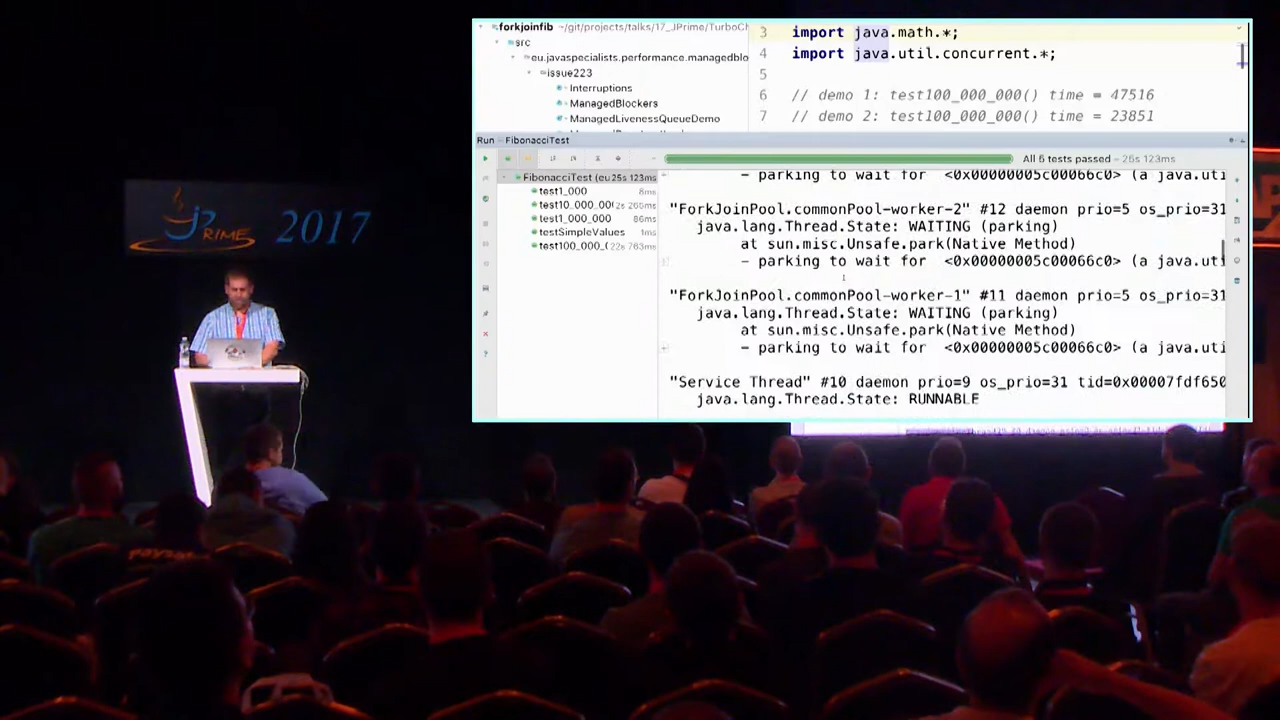 forkjoinfib ~/git/projects/talks/17_JPrime/TurboCh
src
eu.javaspecialists.performance.managedblo
issue223
Interruptions
ManagedBlockers
ManagedLivenessQueueDemo
3 import java.math.*;
4 import java.util.concurrent.*;
5
6 // demo 1: test100_000_000() time = 47516
7 // demo 2: test100_000_000() time = 23851
Run FibonacciTest
All 5 tests passed – 25s 123ms
FibonacciTest (eu 25s 123ms
test1_000 8ms
test10_000_00( 2s 265ms
test1_000_000 86ms
testSimpleValues 1ms
test100_000_( 22s 763ms
- parking to wait for <0x00000005c00066c0> (a java.uti
"ForkJoinPool.commonPool-worker-2" #12 daemon prio=5 os_prio=31
java.lang.Thread.State: WAITING (parking)
at sun.misc.Unsafe.park(Native Method)
- parking to wait for <0x00000005c00066c0> (a java.uti
"ForkJoinPool.commonPool-worker-1" #11 daemon prio=5 os_prio=31
java.lang.Thread.State: WAITING (parking)
at sun.misc.Unsafe.park(Native Method)
- parking to wait for <0x00000005c00066c0> (a java.uti
"Service Thread" #10 daemon prio=9 os_prio=31 tid=0x00007fdf650
java.lang.Thread.State: RUNNABLE
JPRIME 2017